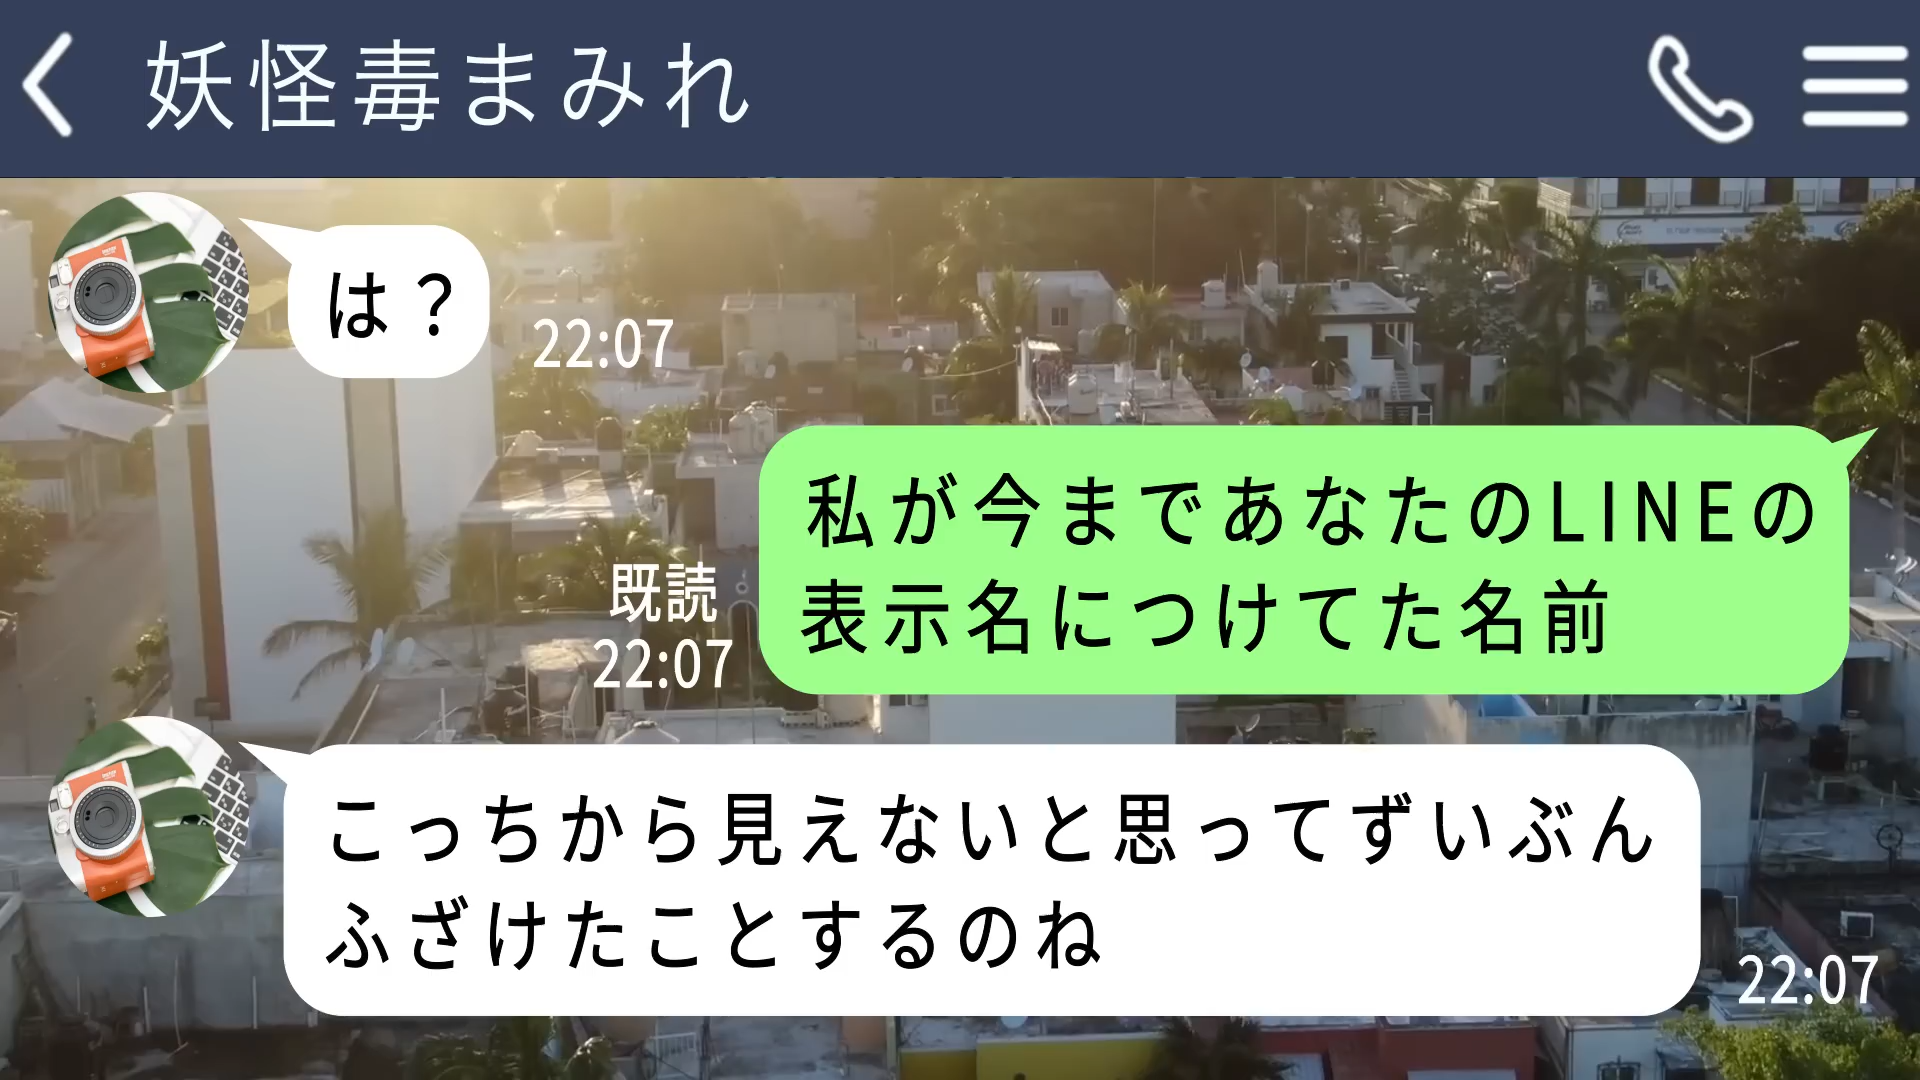 妖怪毒まみれ
は？
22:07
私が今まであなたのLINEの
表示名につけてた名前
既読
22:07
こっちから見えないと思ってずいぶん
ふざけたことするのね
22:07